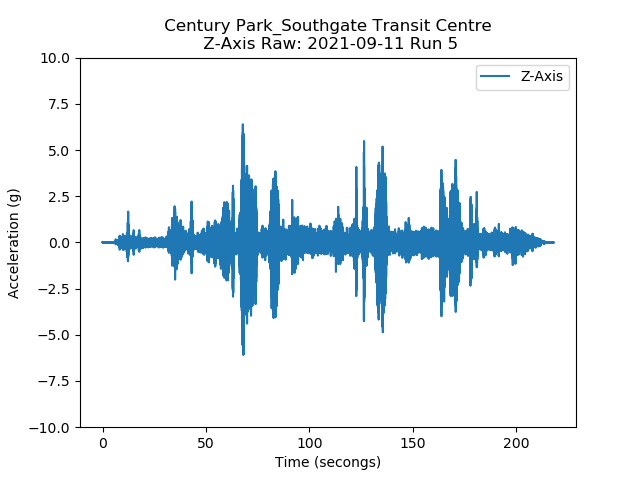 Century Park_Southgate Transit Centre
Z-Axis Raw: 2021-09-11 Run 5
Z-Axis
10.0
7.5
5.0
2.5
0.0
−2.5
−5.0
−7.5
−10.0
Acceleration (g)
0
50
100
150
200
Time (secongs)